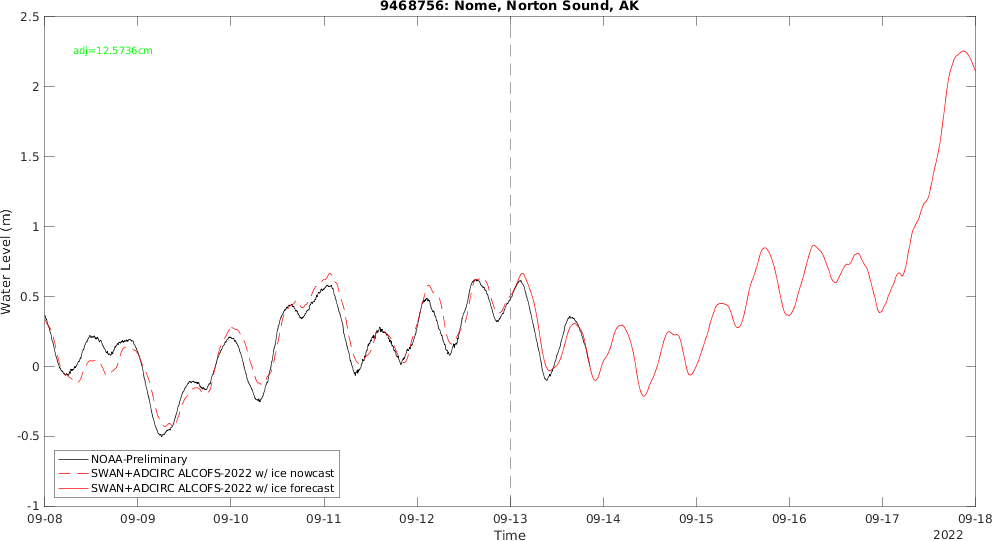 9468756: Nome, Norton Sound, AK
2.5
adj=12.5736cm
2
1.5
1
0.5
0
-0.5
-1
Water Level (m)
NOAA-Preliminary
SWAN+ADCIRC ALCOFS-2022 w/ ice nowcast
SWAN+ADCIRC ALCOFS-2022 w/ ice forecast
09-08 09-09 09-10 09-11 09-12 09-13 09-14 09-15 09-16 09-17 09-18
Time
2022